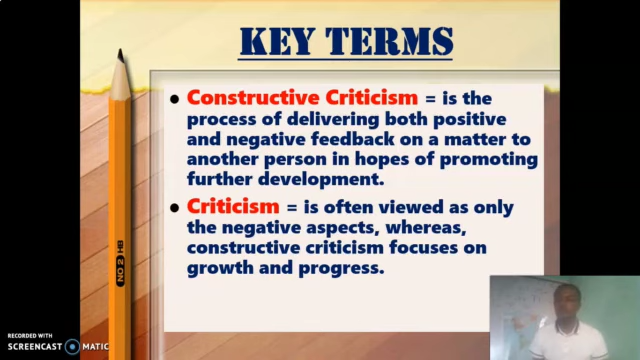 KEY TERMS
• Constructive Criticism = is the
process of delivering both positive
and negative feedback on a matter to
another person in hopes of promoting
further development.
• Criticism = is often viewed as only
the negative aspects, whereas,
constructive criticism focuses on
growth and progress.
NO 2 HB
RECORDED WITH
SCREENCAST MATIC